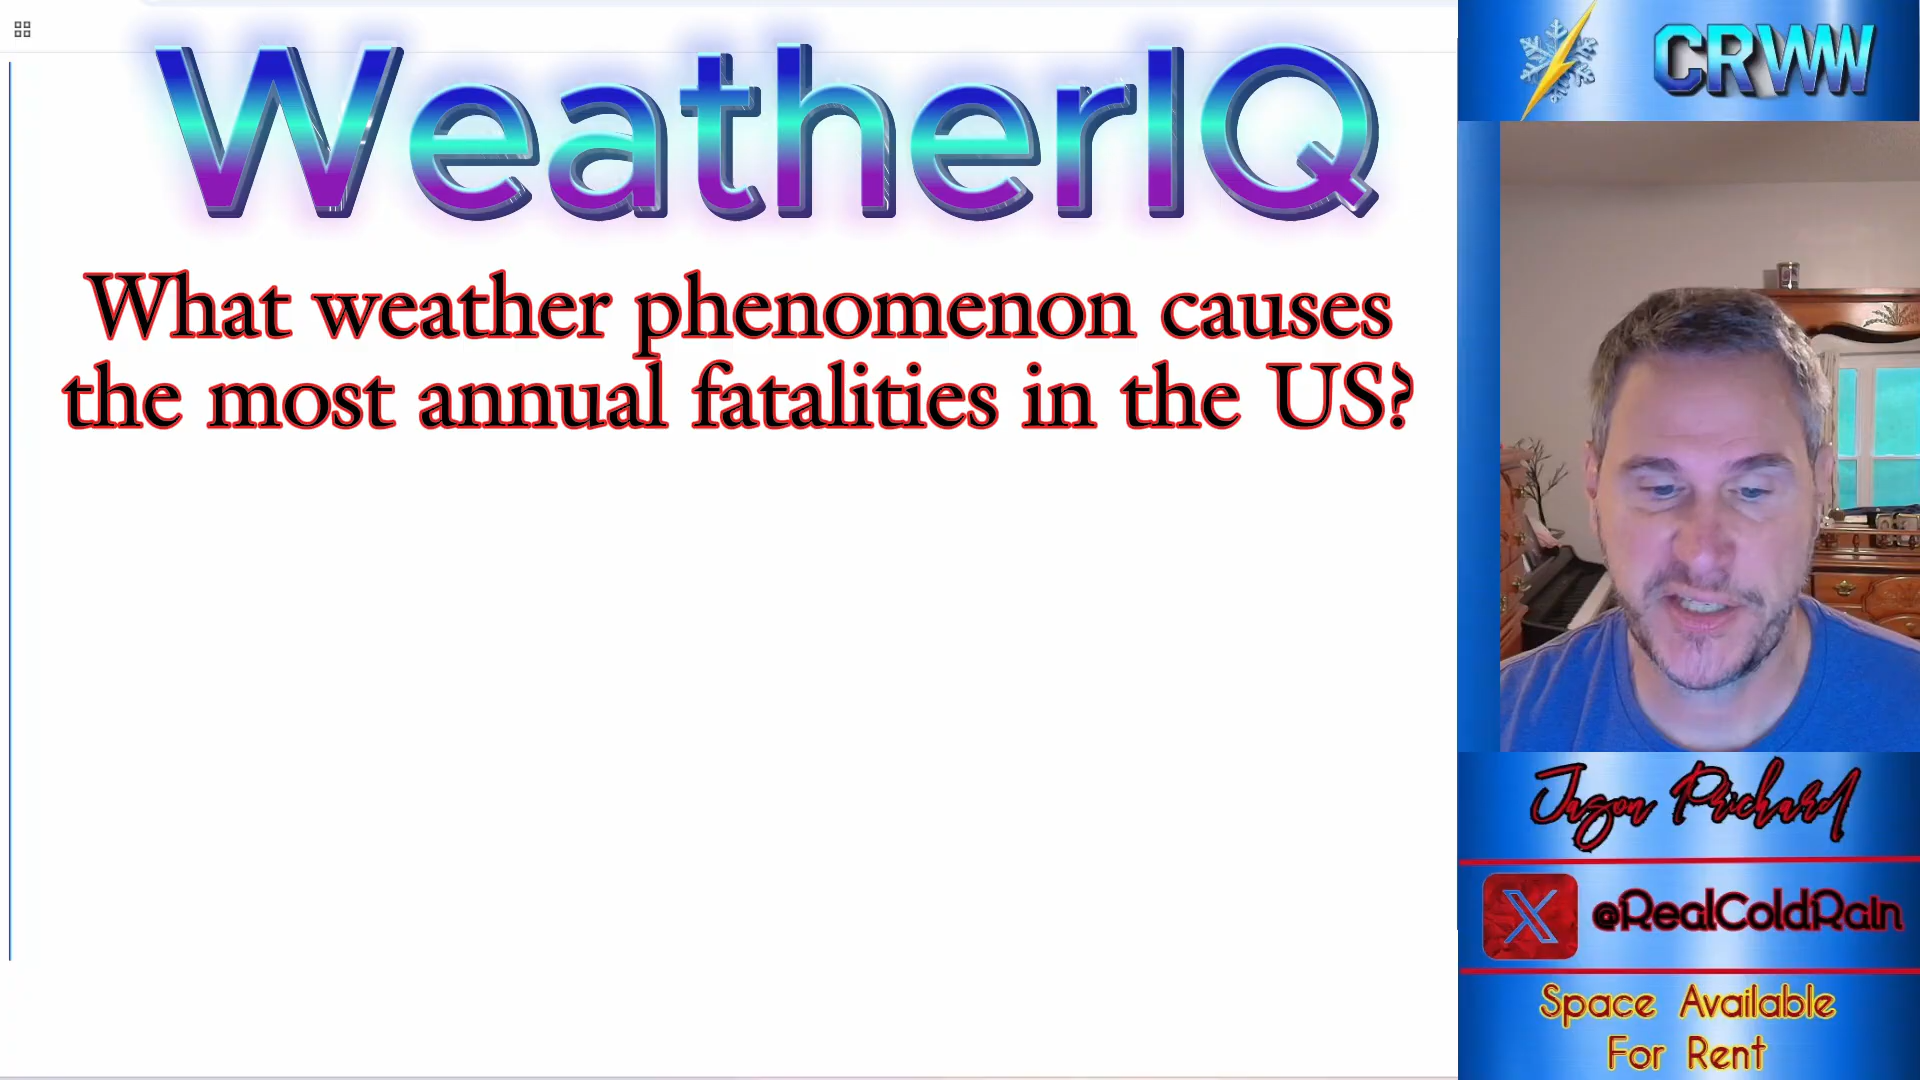 WeatherIQ
What weather phenomenon causes
the most annual fatalities in the US?
CRWW
Jason Prichard
X @RealColdRain
Space Available
For Rent